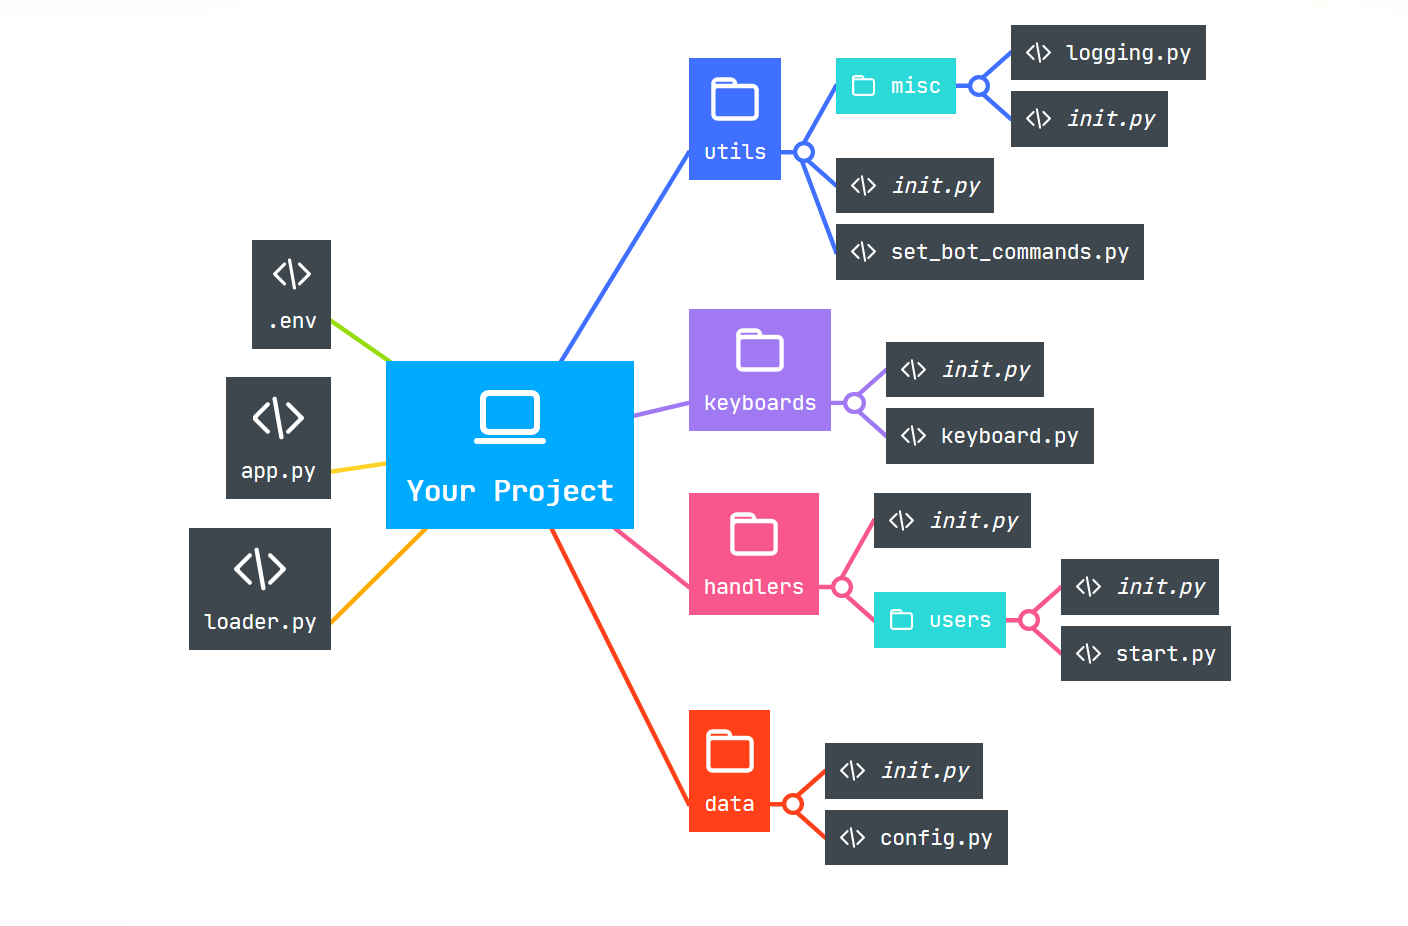 .env
app.py
loader.py
Your Project
utils
misc
logging.py
init.py
init.py
set_bot_commands.py
keyboards
init.py
keyboard.py
handlers
init.py
users
init.py
start.py
data
init.py
config.py